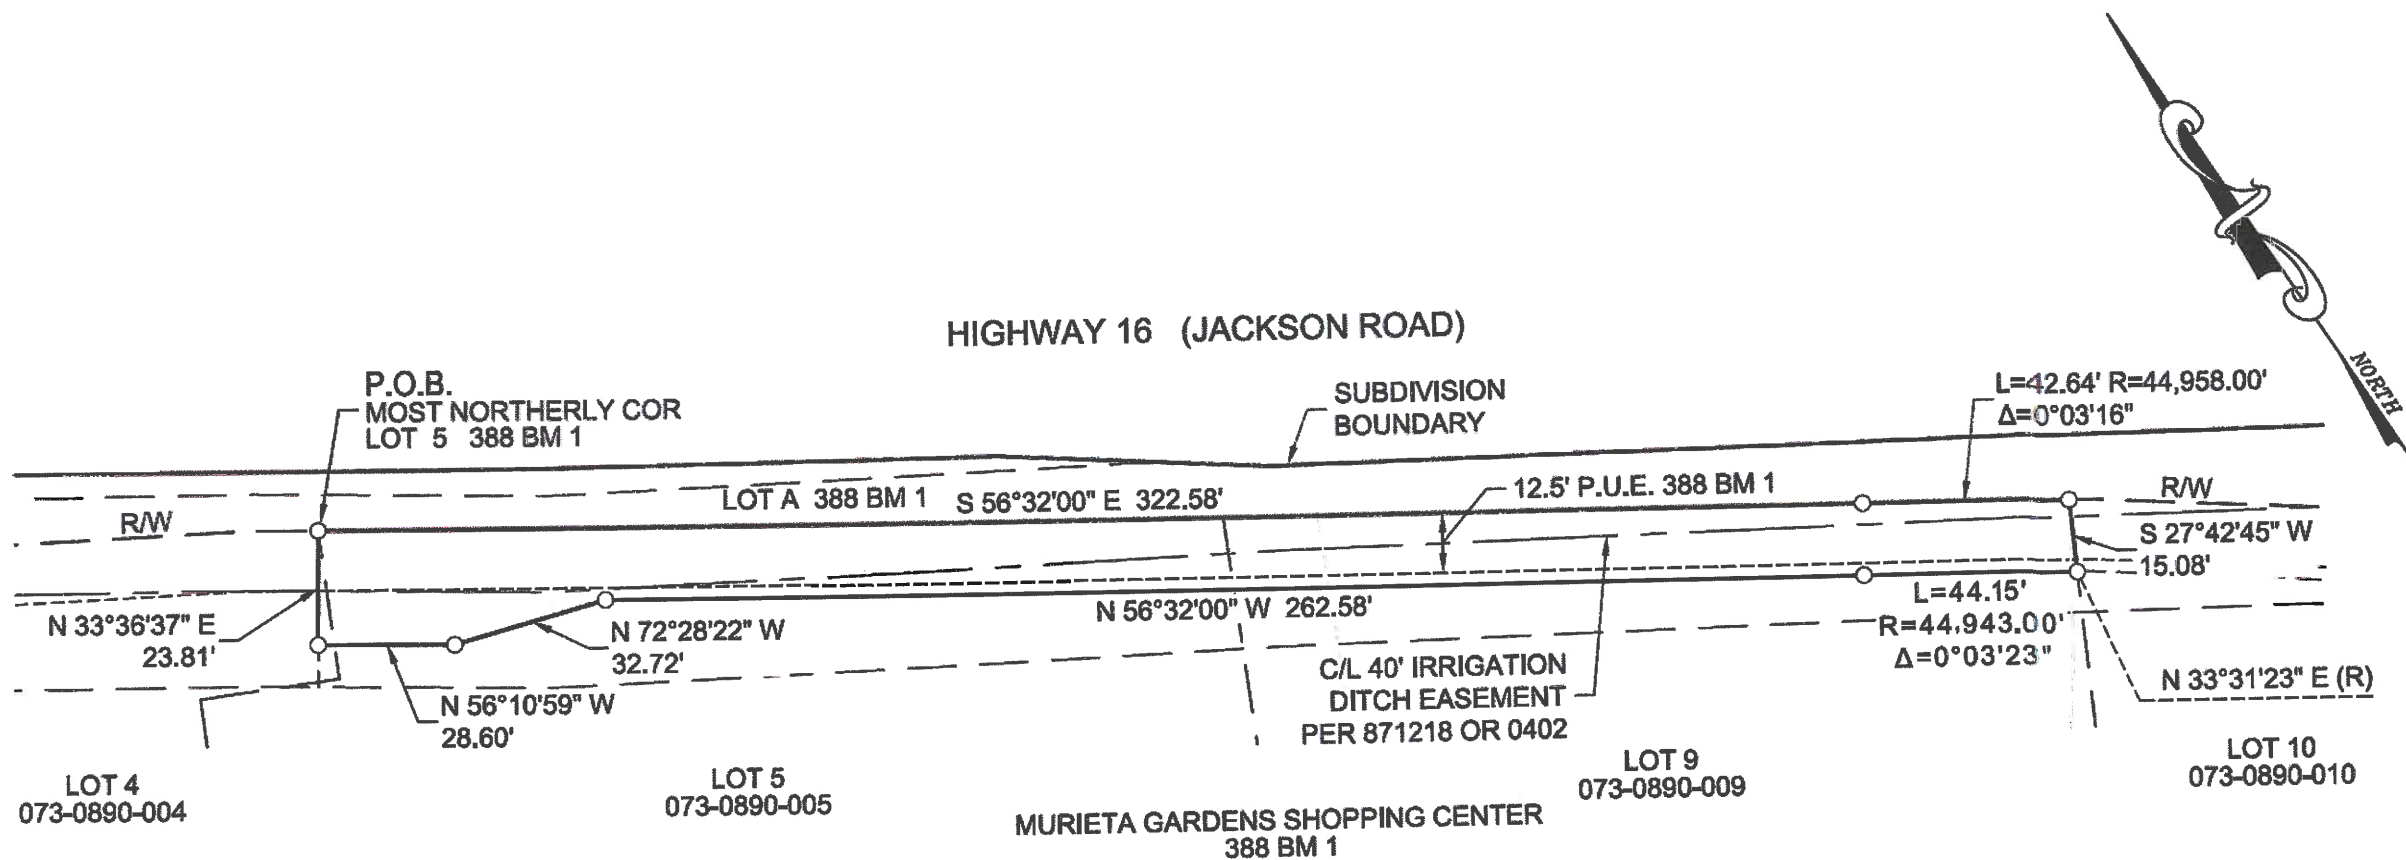 HIGHWAY 16 (JACKSON ROAD)
NORTH
P.O.B.
MOST NORTHERLY COR
LOT 5 388 BM 1
SUBDIVISION
BOUNDARY
L=42.64' R=44,958.00'
Δ=0°03'16"
LOT A 388 BM 1
S 56°32'00" E 322.58'
12.5' P.U.E. 388 BM 1
R/W
R/W
S 27°42'45" W
15.08'
N 33°36'37" E
23.81'
N 72°28'22" W
32.72'
N 56°32'00" W 262.58'
L=44.15'
R=44,943.00'
Δ=0°03'23"
N 56°10'59" W
28.60'
C/L 40' IRRIGATION
DITCH EASEMENT
PER 871218 OR 0402
N 33°31'23" E (R)
LOT 4
073-0890-004
LOT 5
073-0890-005
LOT 9
073-0890-009
LOT 10
073-0890-010
MURIETA GARDENS SHOPPING CENTER
388 BM 1